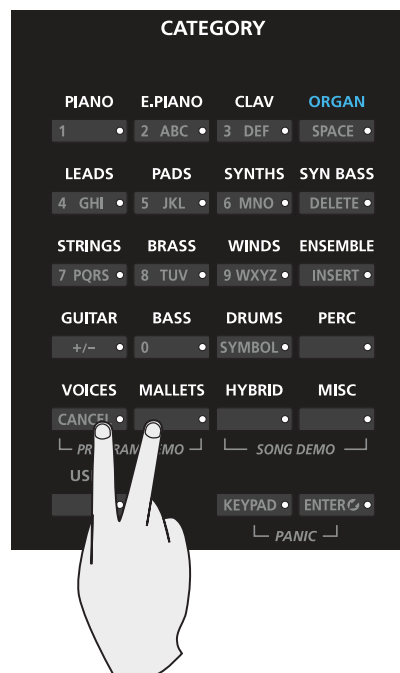 CATEGORY
PIANO E.PIANO CLAV ORGAN
1 2 ABC 3 DEF SPACE
LEADS PADS SYNTHS SYN BASS
4 GHI 5 JKL 6 MNO DELETE
STRINGS BRASS WINDS ENSEMBLE
7 PQRS 8 TUV 9 WXYZ INSERT
GUITAR BASS DRUMS PERC
+/− 0 SYMBOL
VOICES MALLETS HYBRID MISC
CANCEL
SONG DEMO
KEYPAD ENTER
PANIC